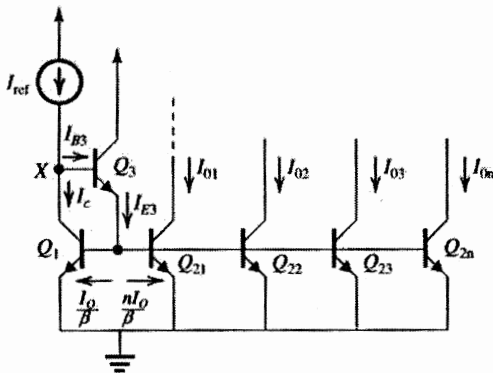 I_ref
I_B3
X
Q_3
I_c
I_E3
I_01
I_02
I_03
I_0n
Q_1
Q_21
Q_22
Q_23
Q_2n
I_O/β
nI_O/β